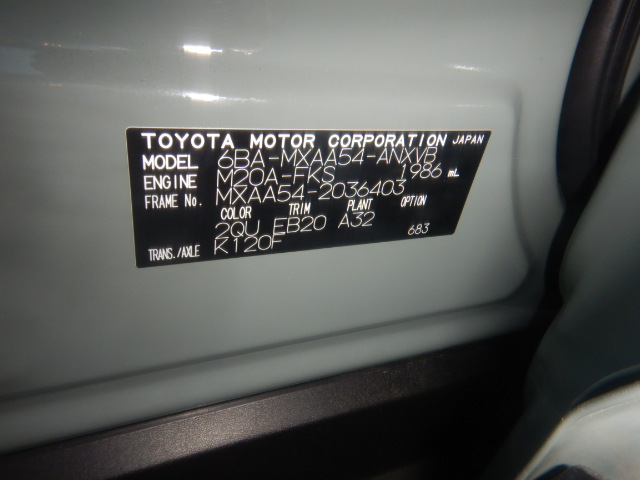 TOYOTA MOTOR CORPORATION JAPAN
MODEL 6BA-MXAA54-ANXVB
ENGINE M20A-FKS 1986 mL
FRAME No. MXAA54-2036403
COLOR TRIM PLANT OPTION
2QU EB20 A32 683
TRANS./AXLE K120F